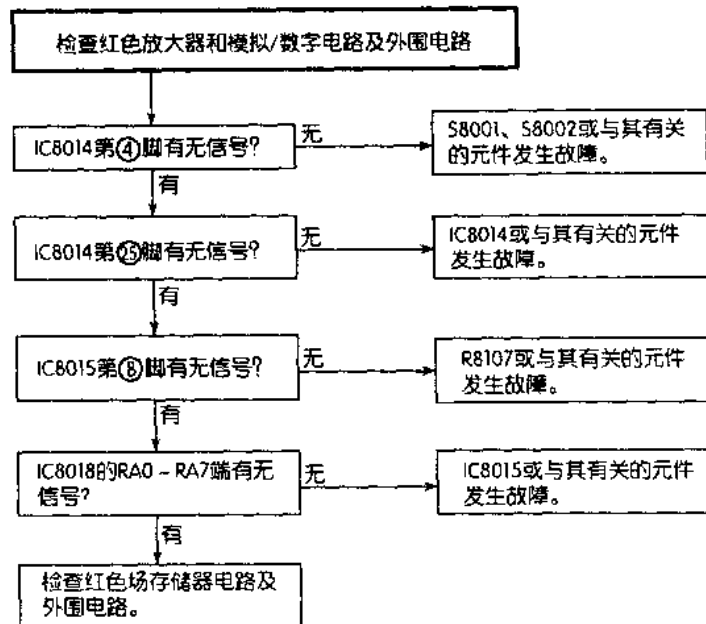 检查红色放大器和模拟/数字电路及外围电路
IC8014第④脚有无信号?
无
S8001、S8002或与其有关
的元件发生故障。
有
IC8014第㉕脚有无信号?
无
IC8014或与其有关的元件
发生故障。
有
IC8015第⑧脚有无信号?
无
R8107或与其有关的元件
发生故障。
有
IC8018的RA0~RA7端有无
信号?
无
IC8015或与其有关的元件
发生故障。
有
检查红色场存储器电路及
外围电路。